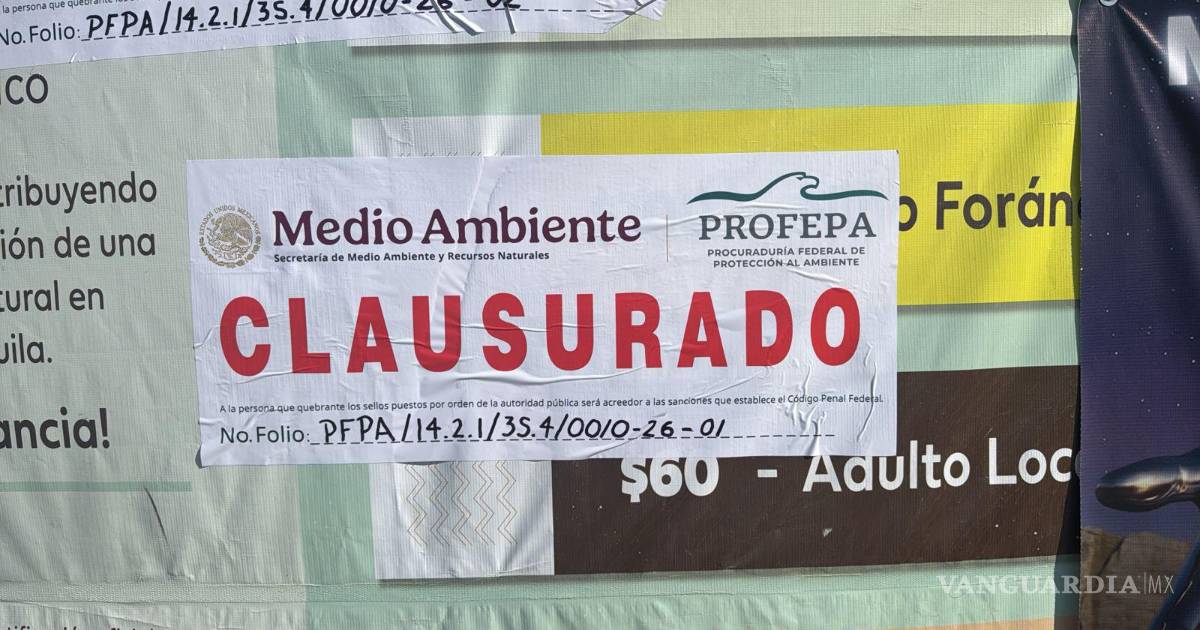 No. Folio: PFPA/14.2.1/3S.4/0010-26-02
ico
tribuyendo
ión de una
tural en
uila.
ancia!
o Forán
Medio Ambiente
Secretaría de Medio Ambiente y Recursos Naturales
PROFEPA
PROCURADURÍA FEDERAL DE
PROTECCIÓN AL AMBIENTE
CLAUSURADO
A la persona que quebrante los sellos puestos por orden de la autoridad pública será acreedor a las sanciones que establece el Código Penal Federal.
No. Folio: PFPA/14.2.1/3S.4/0010-26-01
$60 - Adulto Loc
VANGUARDIA|MX